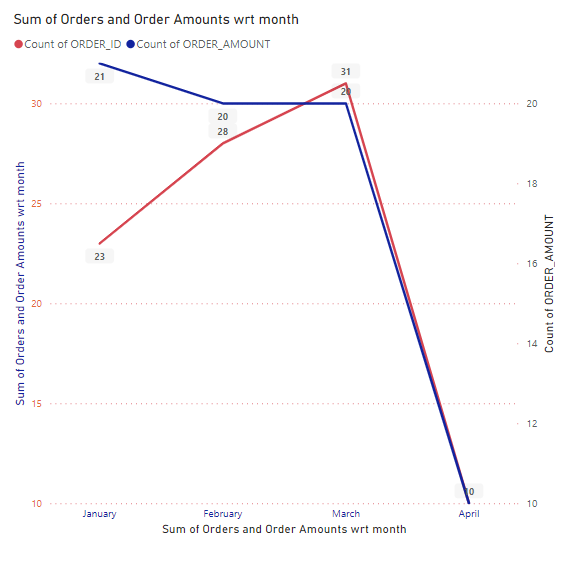 Sum of Orders and Order Amounts wrt month
Count of ORDER_ID Count of ORDER_AMOUNT
31
21
20
30 20
20
28
18
25
23
16
20
14
15
12
10
10 10
January February March April
Sum of Orders and Order Amounts wrt month
Sum of Orders and Order Amounts wrt month
Count of ORDER_AMOUNT